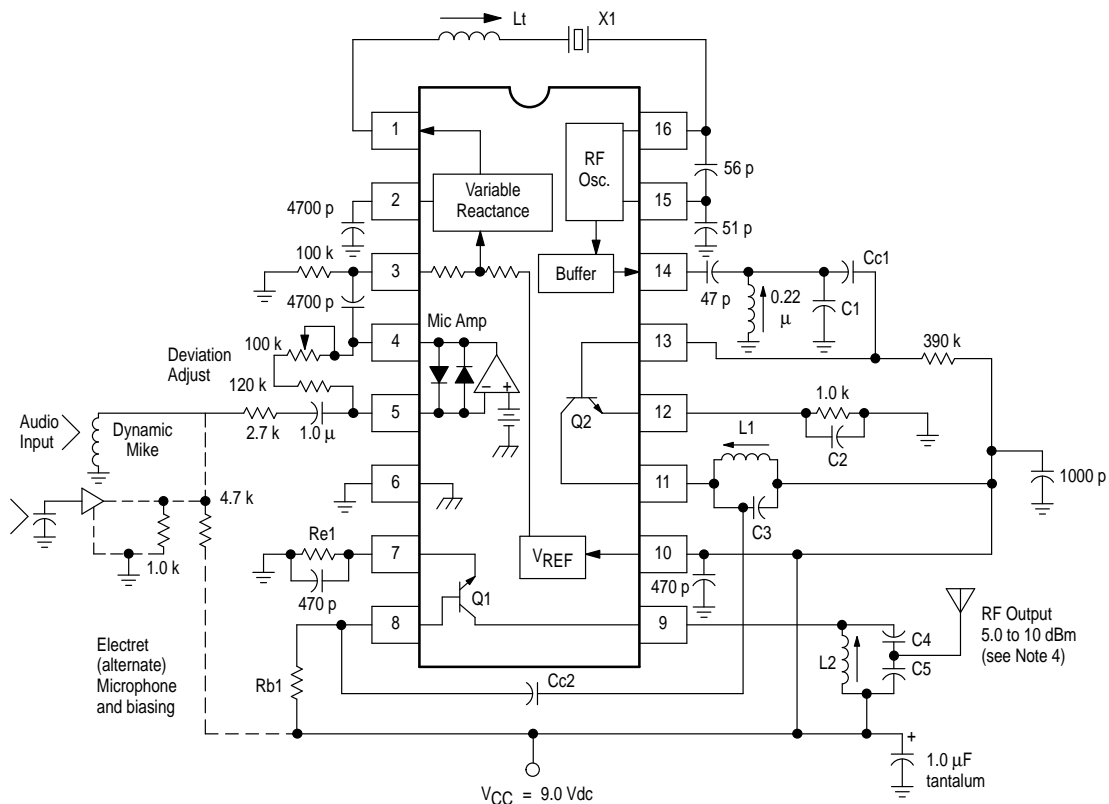 Lt
X1
1
16
RF
Osc.
56 p
Variable
Reactance
2
15
4700 p
51 p
100 k
3
Buffer
14
47 p
0.22
μ
Cc1
C1
4700 p
Mic Amp
100 k
4
13
390 k
Deviation
Adjust
120 k
1.0 k
5
12
Q2
Audio
Input
Dynamic
Mike
2.7 k
1.0 μ
C2
L1
6
11
4.7 k
1000 p
C3
Re1
7
VREF
10
1.0 k
470 p
470 p
Q1
8
9
RF Output
5.0 to 10 dBm
(see Note 4)
C4
C5
L2
Electret
(alternate)
Microphone
and biasing
Rb1
Cc2
+
1.0 μF
tantalum
VCC = 9.0 Vdc
− +